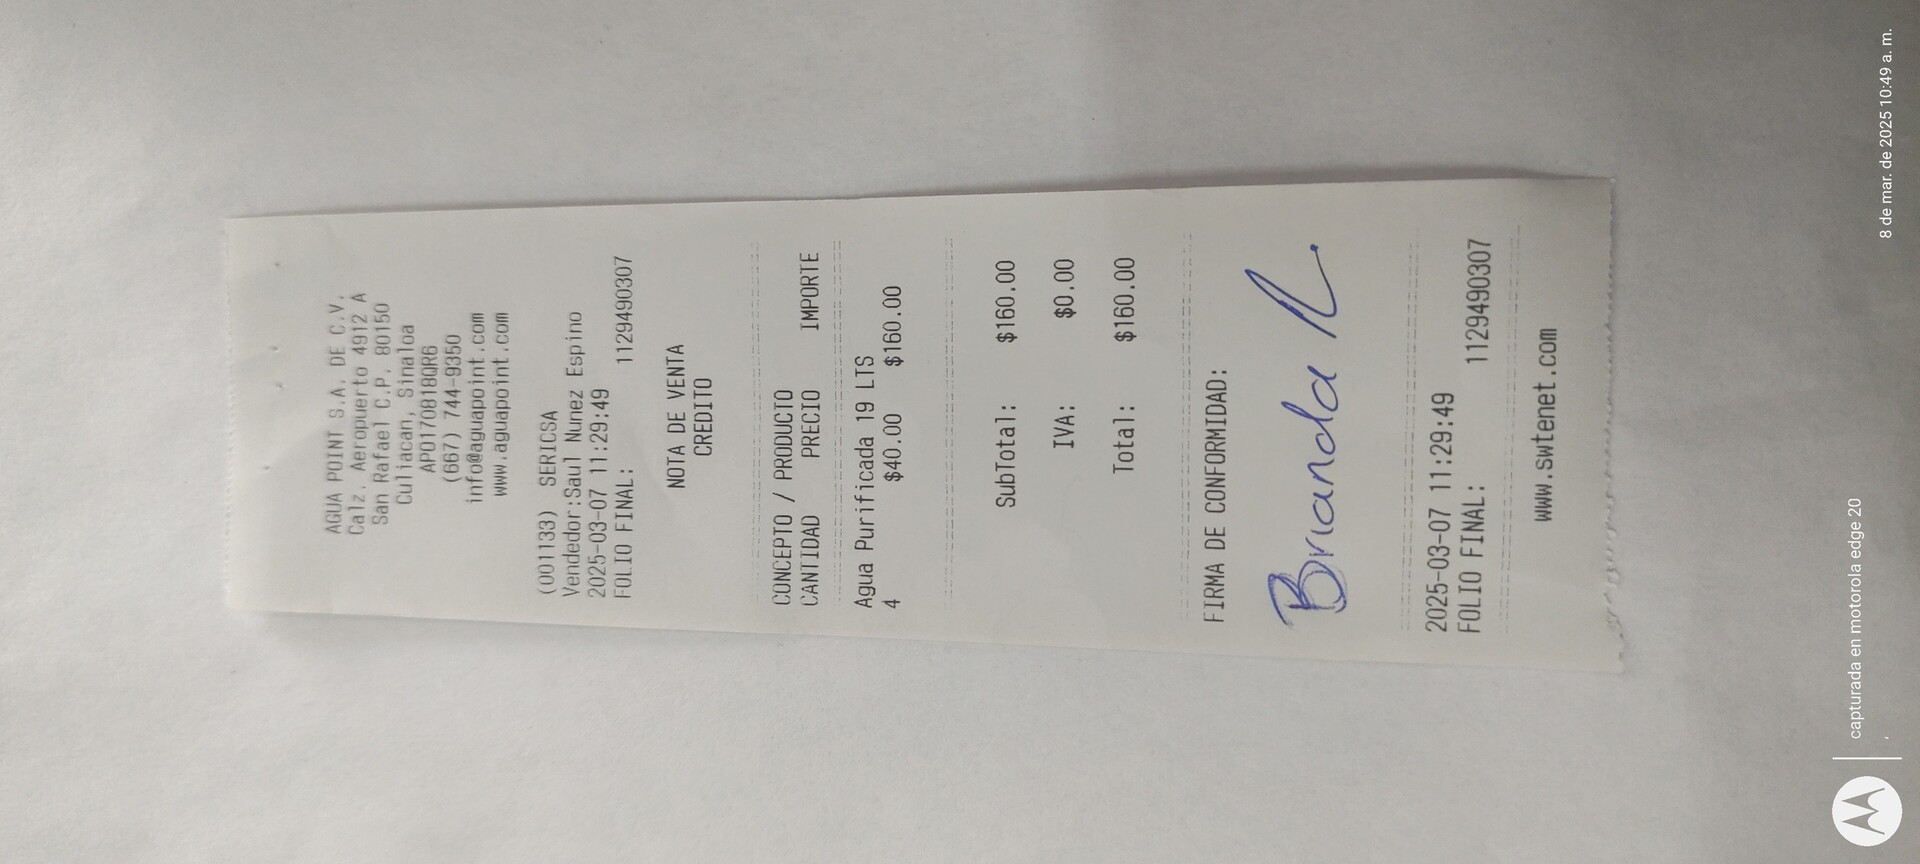 AGUA POINT S.A. DE C.V.
Calz. Aeropuerto 4912 A
San Rafael C.P. 80150
Culiacan, Sinaloa
APO170818QR6
(667) 744-9350
info@aguapoint.com
www.aguapoint.com
(001133) SERICSA
Vendedor:Saul Nunez Espino
2025-03-07 11:29:49
FOLIO FINAL: 1129490307
NOTA DE VENTA
CREDITO
CONCEPTO / PRODUCTO
CANTIDAD PRECIO IMPORTE
Agua Purificada 19 LTS
4 $40.00 $160.00
SubTotal: $160.00
IVA: $0.00
Total: $160.00
FIRMA DE CONFORMIDAD:
Brianda R.
2025-03-07 11:29:49
FOLIO FINAL: 1129490307
www.swtenet.com
capturada en motorola edge 20
,
8 de mar. de 2025 10:49 a. m.